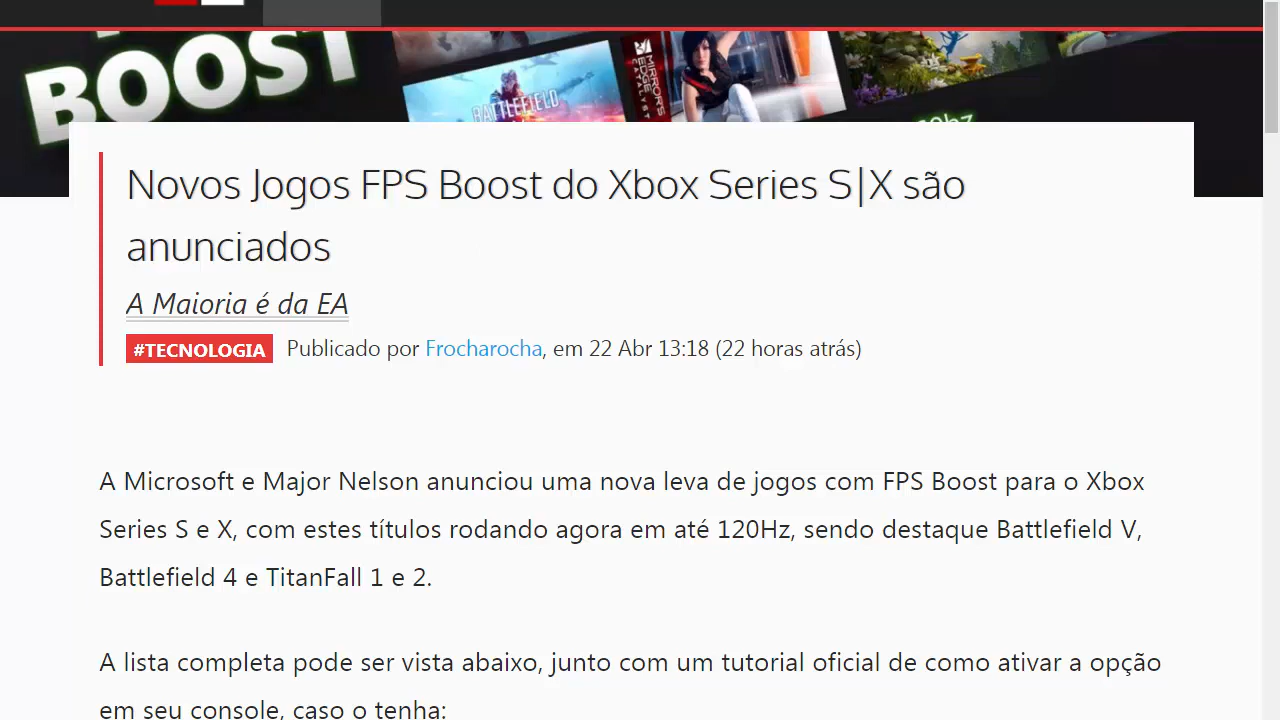 BOOST
BATTLEFIELD
MIRRORS
EDGE
CATALYST
Novos Jogos FPS Boost do Xbox Series S|X são
anunciados
A Maioria é da EA
#TECNOLOGIA Publicado por Frocharocha, em 22 Abr 13:18 (22 horas atrás)
A Microsoft e Major Nelson anunciou uma nova leva de jogos com FPS Boost para o Xbox
Series S e X, com estes títulos rodando agora em até 120Hz, sendo destaque Battlefield V,
Battlefield 4 e TitanFall 1 e 2.
A lista completa pode ser vista abaixo, junto com um tutorial oficial de como ativar a opção
em seu console, caso o tenha: